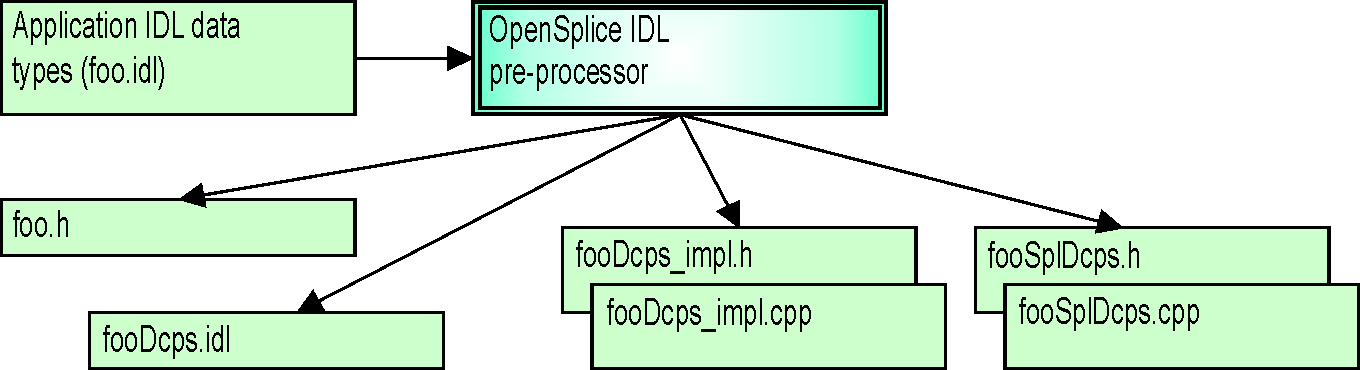 Application IDL data
types (foo.idl)
OpenSplice IDL
pre-processor
foo.h
fooDcps.idl
fooDcps_impl.h
fooDcps_impl.cpp
fooSplDcps.h
fooSplDcps.cpp